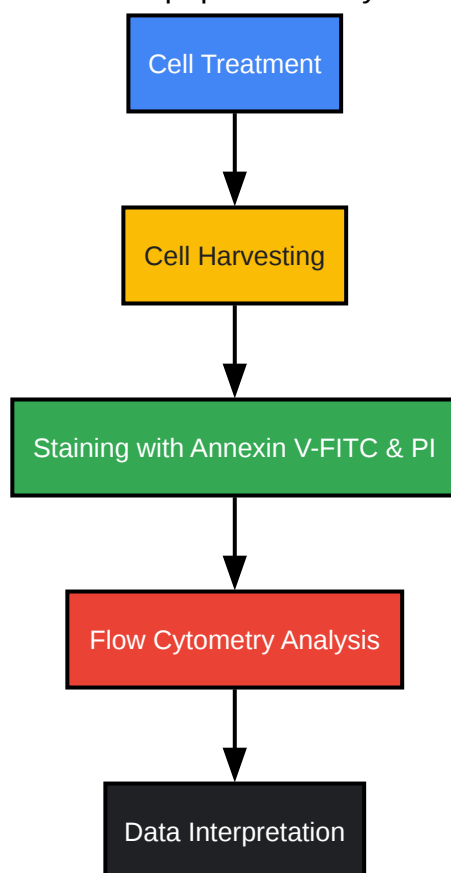 Cell Treatment
Cell Harvesting
Staining with Annexin V-FITC & PI
Flow Cytometry Analysis
Data Interpretation